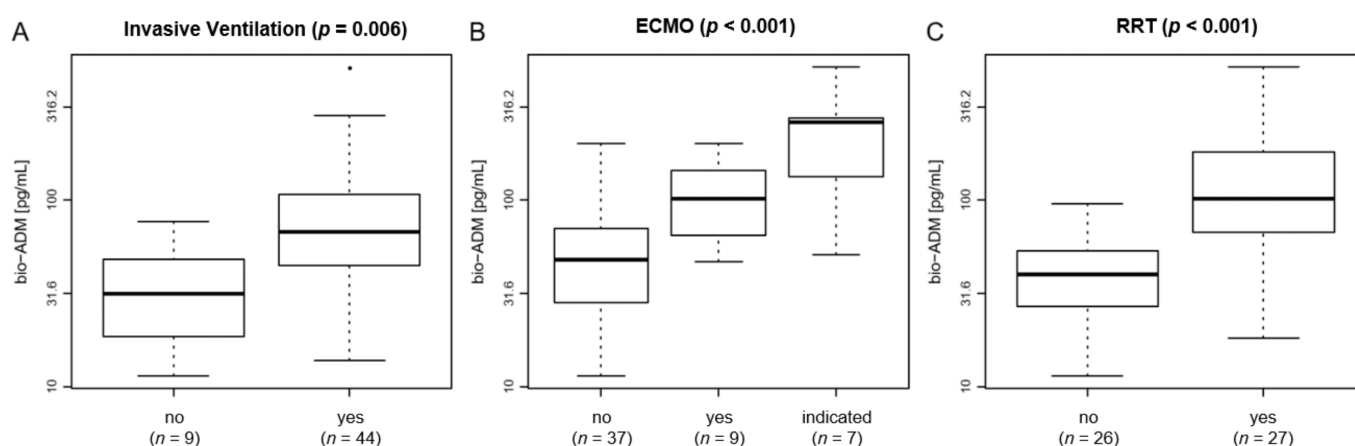 A
Invasive Ventilation (p = 0.006)
bio−ADM [pg/mL]
316.2
100
31.6
10
no
(n = 9)
yes
(n = 44)
B
ECMO (p < 0.001)
bio−ADM [pg/mL]
316.2
100
31.6
10
no
(n = 37)
yes
(n = 9)
indicated
(n = 7)
C
RRT (p < 0.001)
bio−ADM [pg/mL]
316.2
100
31.6
10
no
(n = 26)
yes
(n = 27)